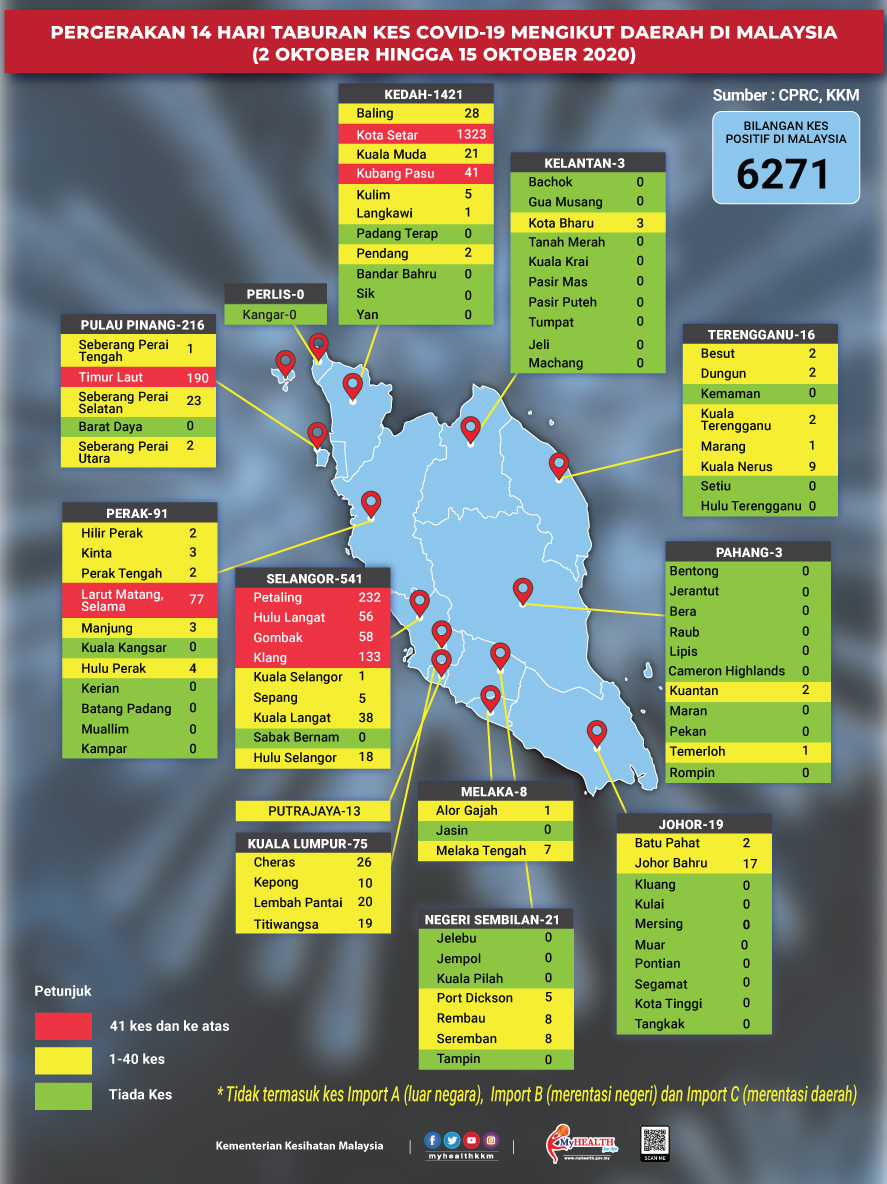 PERGERAKAN 14 HARI TABURAN KES COVID-19 MENGIKUT DAERAH DI MALAYSIA
(2 OKTOBER HINGGA 15 OKTOBER 2020)
Sumber : CPRC, KKM
BILANGAN KES
POSITIF DI MALAYSIA
6271
KEDAH-1421
Baling 28
Kota Setar 1323
Kuala Muda 21
Kubang Pasu 41
Kulim 5
Langkawi 1
Padang Terap 0
Pendang 2
Bandar Bahru 0
Sik 0
Yan 0
KELANTAN-3
Bachok 0
Gua Musang 0
Kota Bharu 3
Tanah Merah 0
Kuala Krai 0
Pasir Mas 0
Pasir Puteh 0
Tumpat 0
Jeli 0
Machang 0
PERLIS-0
Kangar-0
PULAU PINANG-216
Seberang Perai
Tengah 1
Timur Laut 190
Seberang Perai
Selatan 23
Barat Daya 0
Seberang Perai
Utara 2
TERENGGANU-16
Besut 2
Dungun 2
Kemaman 0
Kuala
Terengganu 2
Marang 1
Kuala Nerus 9
Setiu 0
Hulu Terengganu 0
PERAK-91
Hilir Perak 2
Kinta 3
Perak Tengah 2
Larut Matang,
Selama 77
Manjung 3
Kuala Kangsar 0
Hulu Perak 4
Kerian 0
Batang Padang 0
Muallim 0
Kampar 0
SELANGOR-541
Petaling 232
Hulu Langat 56
Gombak 58
Klang 133
Kuala Selangor 1
Sepang 5
Kuala Langat 38
Sabak Bernam 0
Hulu Selangor 18
PAHANG-3
Bentong 0
Jerantut 0
Bera 0
Raub 0
Lipis 0
Cameron Highlands 0
Kuantan 2
Maran 0
Pekan 0
Temerloh 1
Rompin 0
PUTRAJAYA-13
KUALA LUMPUR-75
Cheras 26
Kepong 10
Lembah Pantai 20
Titiwangsa 19
MELAKA-8
Alor Gajah 1
Jasin 0
Melaka Tengah 7
JOHOR-19
Batu Pahat 2
Johor Bahru 17
Kluang 0
Kulai 0
Mersing 0
Muar 0
Pontian 0
Segamat 0
Kota Tinggi 0
Tangkak 0
NEGERI SEMBILAN-21
Jelebu 0
Jempol 0
Kuala Pilah 0
Port Dickson 5
Rembau 8
Seremban 8
Tampin 0
Petunjuk
41 kes dan ke atas
1-40 kes
Tiada Kes
* Tidak termasuk kes Import A (luar negara), Import B (merentasi negeri) dan Import C (merentasi daerah)
Kementerian Kesihatan Malaysia
myhealthkkm
MyHEALTH
for life
www.myhealth.gov.my
SCAN ME